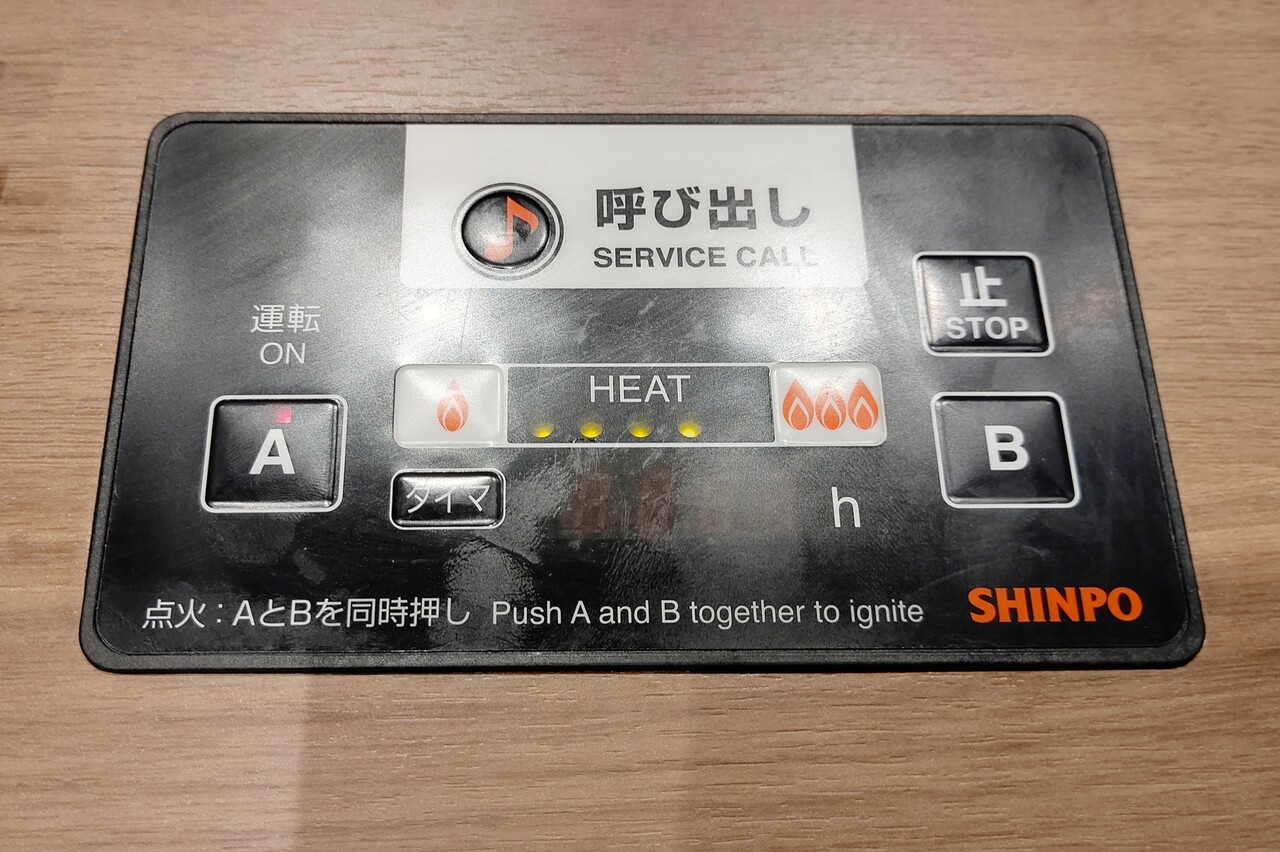 呼び出し
SERVICE CALL
止
STOP
運転
ON
HEAT
A
B
タイマ
h
点火：AとBを同時押し Push A and B together to ignite
SHINPO